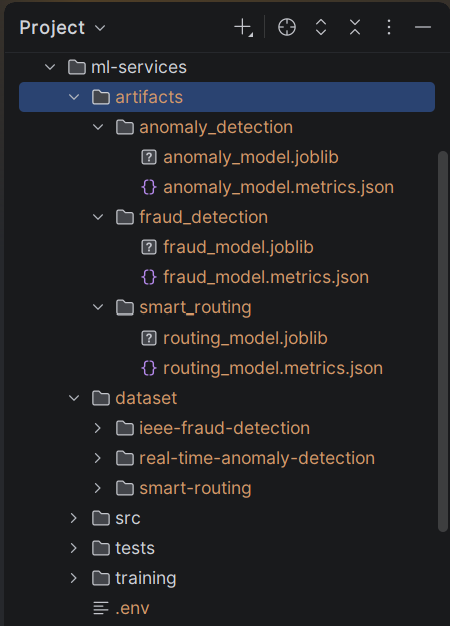 Project
ml-services
artifacts
anomaly_detection
anomaly_model.joblib
anomaly_model.metrics.json
fraud_detection
fraud_model.joblib
fraud_model.metrics.json
smart_routing
routing_model.joblib
routing_model.metrics.json
dataset
ieee-fraud-detection
real-time-anomaly-detection
smart-routing
src
tests
training
.env